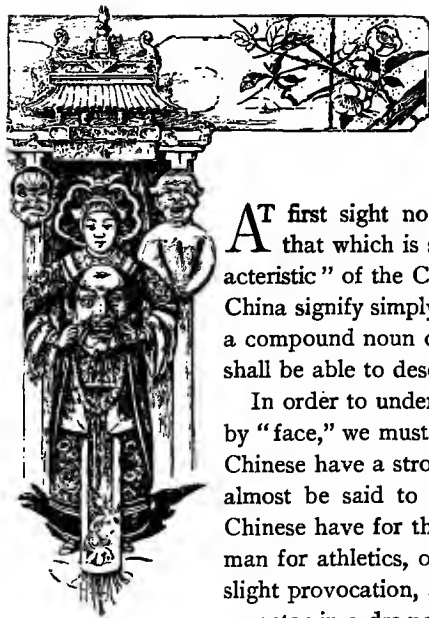 AT first sight no
that which is
acteristic" of the C
China signify simply
a compound noun
shall be able to des
In order to under
by "face," we must
Chinese have a stro
almost be said to
Chinese have for th
man for athletics, o
slight provocation,